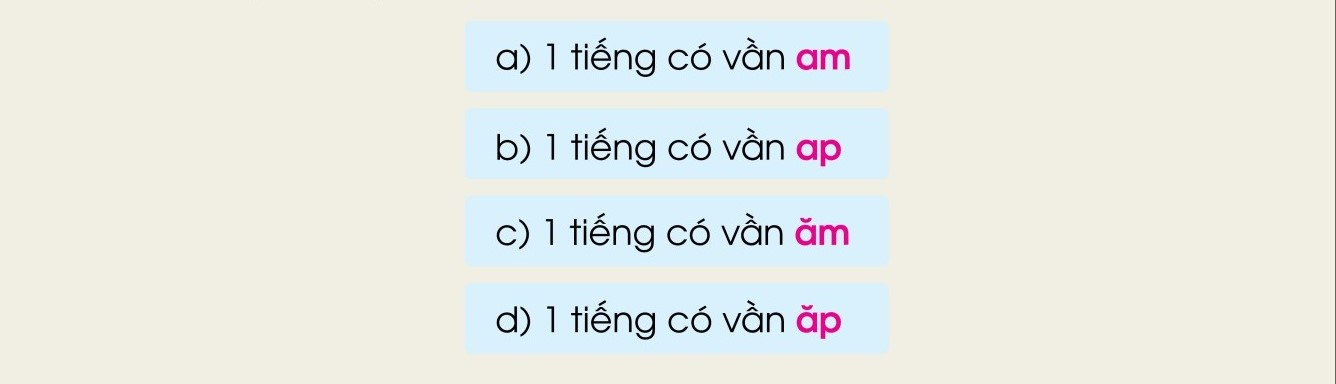 a) 1 tiếng có vần am
b) 1 tiếng có vần ap
c) 1 tiếng có vần ăm
d) 1 tiếng có vần ăp